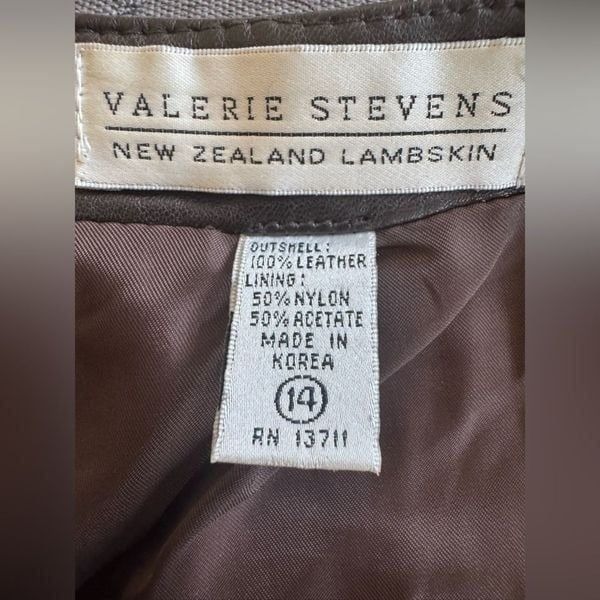 VALERIE STEVENS
NEW ZEALAND LAMBSKIN
OUTSHELL:
100% LEATHER
LINING:
50% NYLON
50% ACETATE
MADE IN
KOREA
14
RN 13711